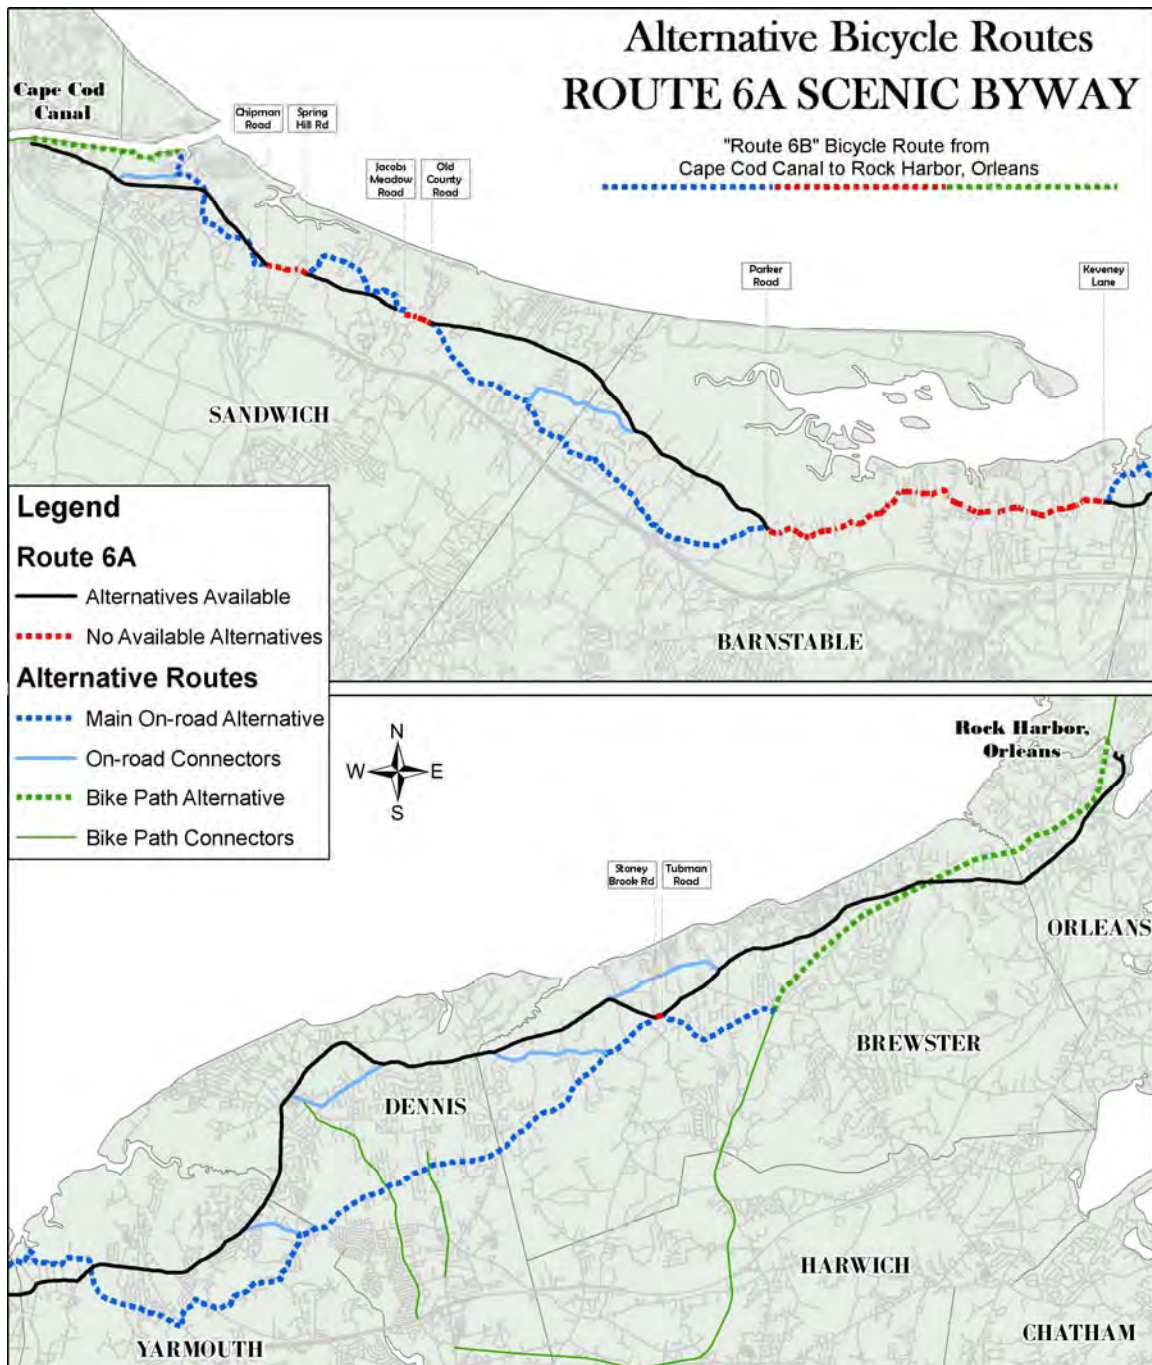 Alternative Bicycle Routes
ROUTE 6A SCENIC BYWAY
"Route 6B" Bicycle Route from
Cape Cod Canal to Rock Harbor, Orleans
Cape Cod
Canal
Chipman
Road
Spring
Hill Rd
Jacobs
Meadow
Road
Old
County
Road
Parker
Road
Keveney
Lane
SANDWICH
BARNSTABLE
Legend
Route 6A
Alternatives Available
No Available Alternatives
Alternative Routes
Main On-road Alternative
On-road Connectors
Bike Path Alternative
Bike Path Connectors
N
W
E
S
Rock Harbor,
Orleans
Stoney
Brook Rd
Tubman
Road
ORLEANS
BREWSTER
DENNIS
HARWICH
YARMOUTH
CHATHAM